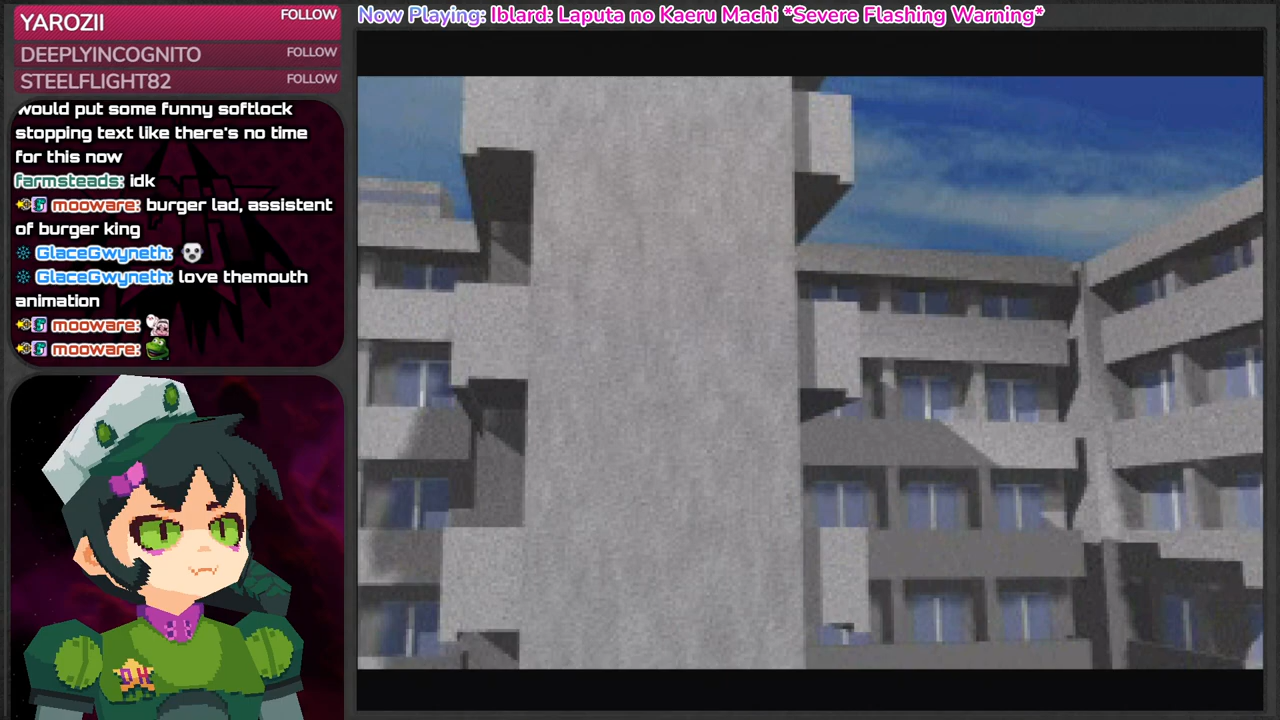 YAROZII
FOLLOW
DEEPLYINCOGNITO
FOLLOW
STEELFLIGHT82
FOLLOW
would put some funny softlock
stopping text like there's no time
for this now
farmsteads: idk
mooware: burger lad, assistent
of burger king
GlaceGwyneth:
GlaceGwyneth: love themouth
animation
mooware:
mooware:
Now Playing: Iblard: Laputa no Kaeru Machi *Severe Flashing Warning*